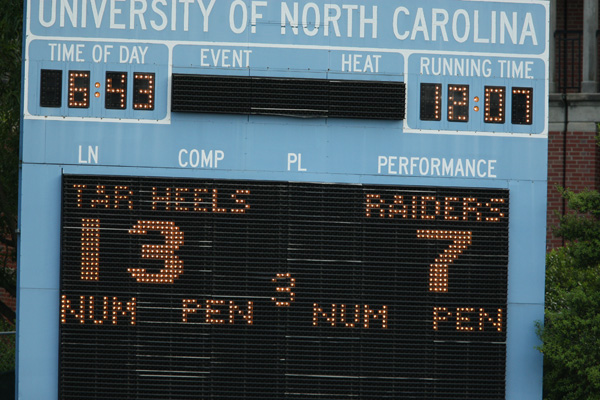 UNIVERSITY OF NORTH CAROLINA
TIME OF DAY EVENT HEAT RUNNING TIME
6:43 12:07
LN COMP PL PERFORMANCE
TAR HEELS RAIDERS
13 7
3
NUM PEN NUM PEN